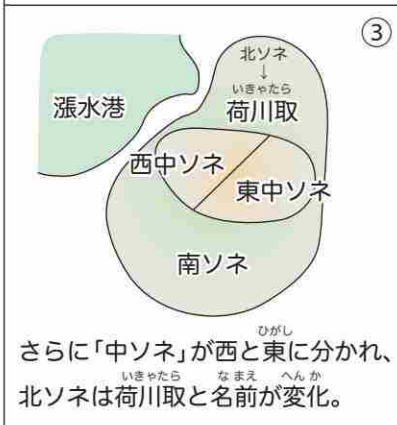 ③
北ソネ
↓
いきゃたら
荷川取
漲水港
西中ソネ
東中ソネ
南ソネ
ひがし
さらに「中ソネ」が西と東に分かれ、
いきゃたら なまえ へんか
北ソネは荷川取と名前が変化。